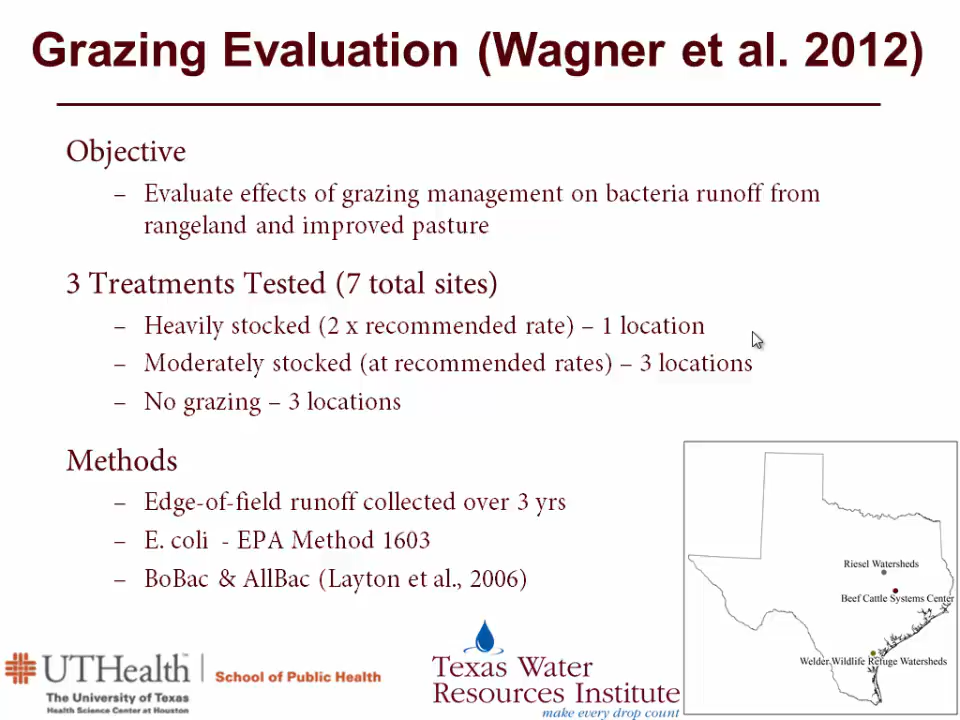 Grazing Evaluation (Wagner et al. 2012)
Objective
– Evaluate effects of grazing management on bacteria runoff from
rangeland and improved pasture
3 Treatments Tested (7 total sites)
– Heavily stocked (2 x recommended rate) – 1 location
– Moderately stocked (at recommended rates) – 3 locations
– No grazing – 3 locations
Methods
– Edge-of-field runoff collected over 3 yrs
– E. coli - EPA Method 1603
– BoBac & AllBac (Layton et al., 2006)
Riesel Watersheds
Beef Cattle Systems Center
Welder Wildlife Refuge Watersheds
UTHealth™
The University of Texas
Health Science Center at Houston
School of Public Health
Texas Water
Resources Institute
make every drop count